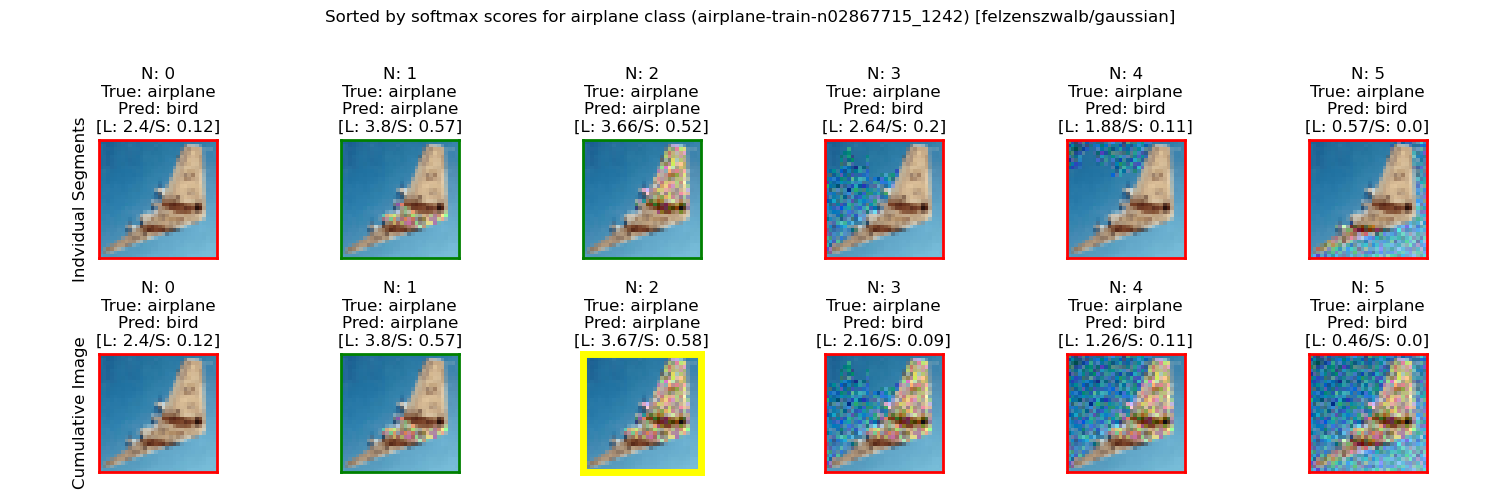 Sorted by softmax scores for airplane class (airplane-train-n02867715_1242) [felzenszwalb/gaussian]
Indvidual Segments
N: 0
True: airplane
Pred: bird
[L: 2.4/S: 0.12]
N: 1
True: airplane
Pred: airplane
[L: 3.8/S: 0.57]
N: 2
True: airplane
Pred: airplane
[L: 3.66/S: 0.52]
N: 3
True: airplane
Pred: bird
[L: 2.64/S: 0.2]
N: 4
True: airplane
Pred: bird
[L: 1.88/S: 0.11]
N: 5
True: airplane
Pred: bird
[L: 0.57/S: 0.0]
Cumulative Image
N: 0
True: airplane
Pred: bird
[L: 2.4/S: 0.12]
N: 1
True: airplane
Pred: airplane
[L: 3.8/S: 0.57]
N: 2
True: airplane
Pred: airplane
[L: 3.67/S: 0.58]
N: 3
True: airplane
Pred: bird
[L: 2.16/S: 0.09]
N: 4
True: airplane
Pred: bird
[L: 1.26/S: 0.11]
N: 5
True: airplane
Pred: bird
[L: 0.46/S: 0.0]